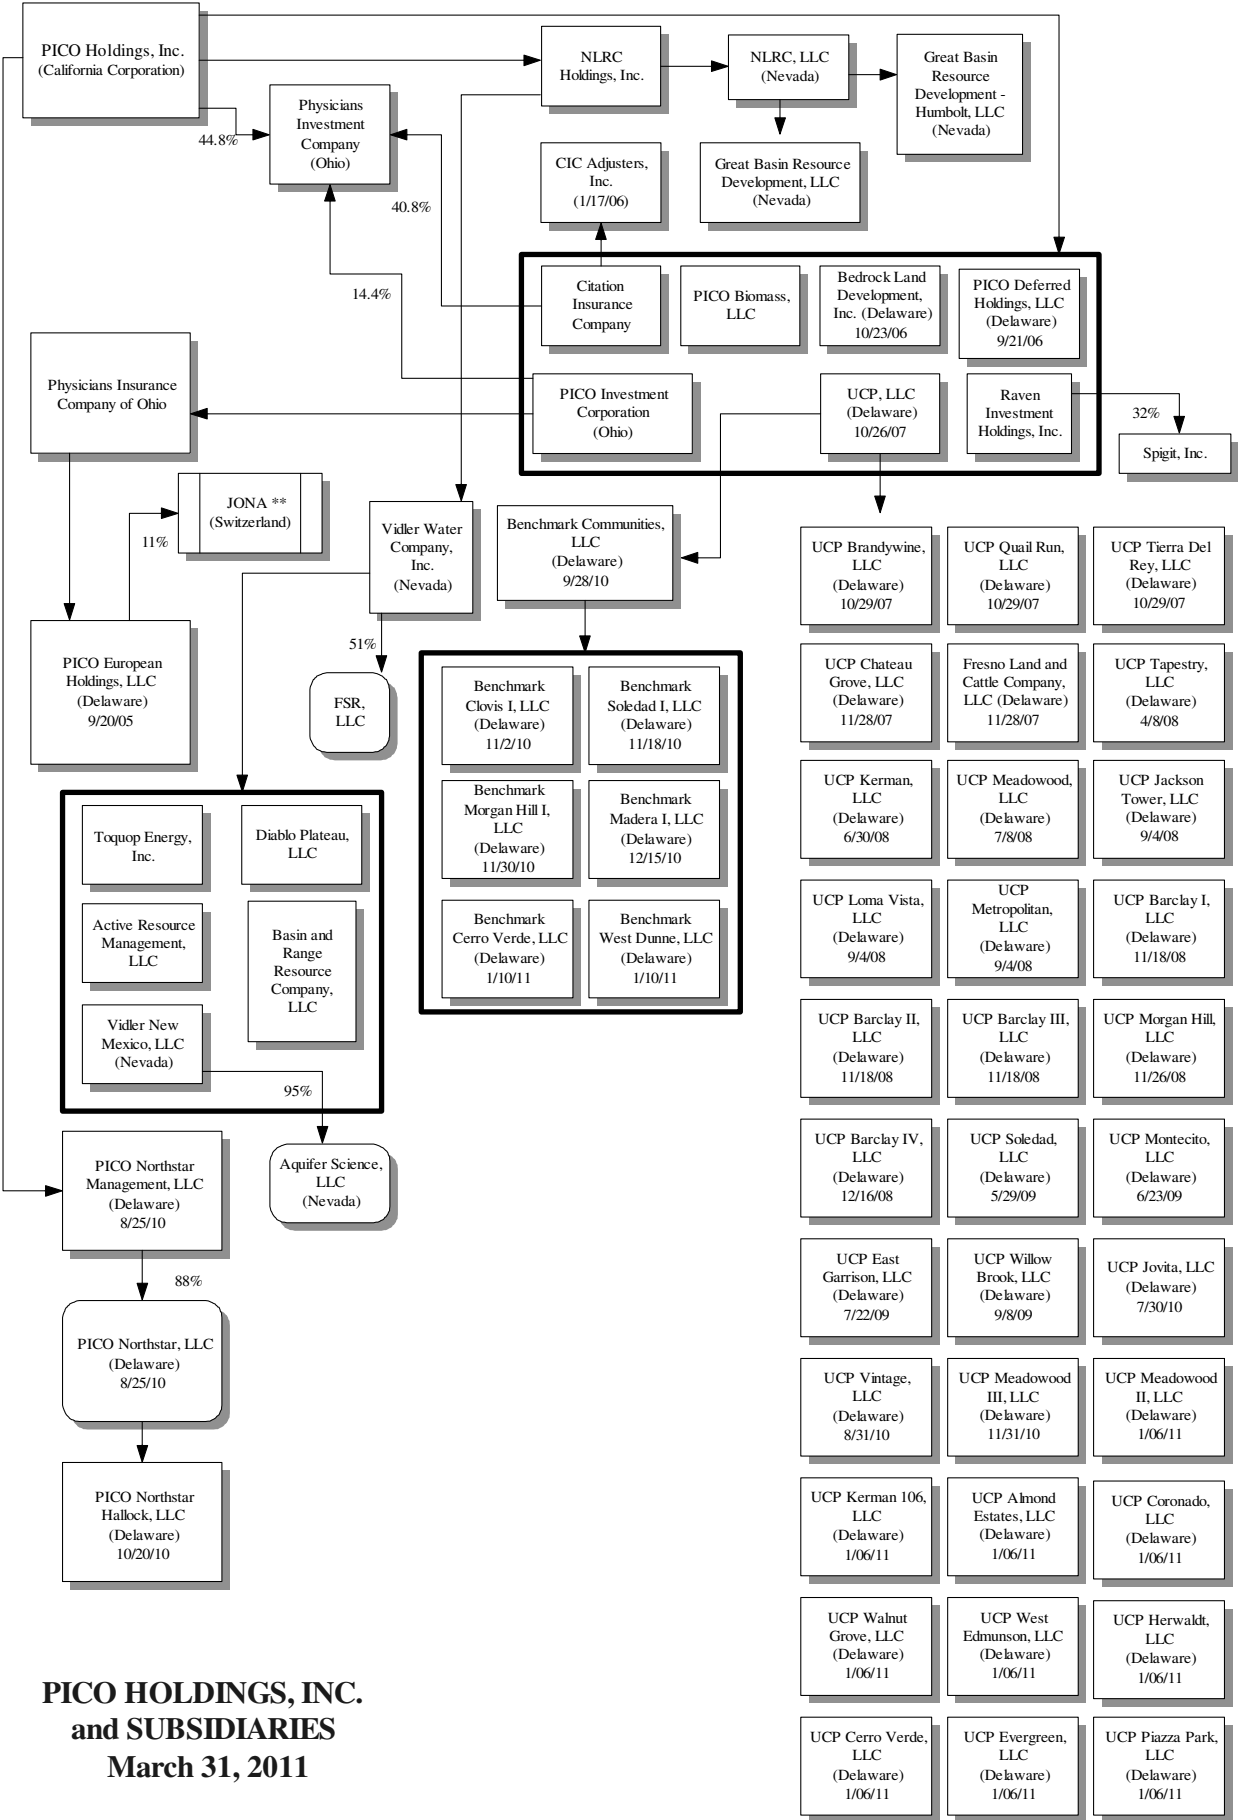 PICO Holdings, Inc.
(California Corporation)
NLRC
Holdings, Inc.
NLRC, LLC
(Nevada)
Great Basin
Resource
Development -
Humbolt, LLC
(Nevada)
Physicians
Investment
Company
(Ohio)
44.8%
40.8%
14.4%
CIC Adjusters,
Inc.
(1/17/06)
Great Basin Resource
Development, LLC
(Nevada)
Citation
Insurance
Company
PICO Biomass,
LLC
Bedrock Land
Development,
Inc. (Delaware)
10/23/06
PICO Deferred
Holdings, LLC
(Delaware)
9/21/06
Physicians Insurance
Company of Ohio
PICO Investment
Corporation
(Ohio)
UCP, LLC
(Delaware)
10/26/07
Raven
Investment
Holdings, Inc.
32%
Spigit, Inc.
JONA **
(Switzerland)
11%
Vidler Water
Company,
Inc.
(Nevada)
Benchmark Communities,
LLC
(Delaware)
9/28/10
PICO European
Holdings, LLC
(Delaware)
9/20/05
51%
FSR,
LLC
Benchmark
Clovis I, LLC
(Delaware)
11/2/10
Benchmark
Soledad I, LLC
(Delaware)
11/18/10
Benchmark
Morgan Hill I,
LLC
(Delaware)
11/30/10
Benchmark
Madera I, LLC
(Delaware)
12/15/10
Benchmark
Cerro Verde, LLC
(Delaware)
1/10/11
Benchmark
West Dunne, LLC
(Delaware)
1/10/11
Toquop Energy,
Inc.
Diablo Plateau,
LLC
Active Resource
Management,
LLC
Basin and
Range
Resource
Company,
LLC
Vidler New
Mexico, LLC
(Nevada)
95%
Aquifer Science,
LLC
(Nevada)
PICO Northstar
Management, LLC
(Delaware)
8/25/10
88%
PICO Northstar, LLC
(Delaware)
8/25/10
PICO Northstar
Hallock, LLC
(Delaware)
10/20/10
UCP Brandywine,
LLC
(Delaware)
10/29/07
UCP Quail Run,
LLC
(Delaware)
10/29/07
UCP Tierra Del
Rey, LLC
(Delaware)
10/29/07
UCP Chateau
Grove, LLC
(Delaware)
11/28/07
Fresno Land and
Cattle Company,
LLC (Delaware)
11/28/07
UCP Tapestry,
LLC
(Delaware)
4/8/08
UCP Kerman,
LLC
(Delaware)
6/30/08
UCP Meadowood,
LLC
(Delaware)
7/8/08
UCP Jackson
Tower, LLC
(Delaware)
9/4/08
UCP Loma Vista,
LLC
(Delaware)
9/4/08
UCP
Metropolitan,
LLC
(Delaware)
9/4/08
UCP Barclay I,
LLC
(Delaware)
11/18/08
UCP Barclay II,
LLC
(Delaware)
11/18/08
UCP Barclay III,
LLC
(Delaware)
11/18/08
UCP Morgan Hill,
LLC
(Delaware)
11/26/08
UCP Barclay IV,
LLC
(Delaware)
12/16/08
UCP Soledad,
LLC
(Delaware)
5/29/09
UCP Montecito,
LLC
(Delaware)
6/23/09
UCP East
Garrison, LLC
(Delaware)
7/22/09
UCP Willow
Brook, LLC
(Delaware)
9/8/09
UCP Jovita, LLC
(Delaware)
7/30/10
UCP Vintage,
LLC
(Delaware)
8/31/10
UCP Meadowood
III, LLC
(Delaware)
11/31/10
UCP Meadowood
II, LLC
(Delaware)
1/06/11
UCP Kerman 106,
LLC
(Delaware)
1/06/11
UCP Almond
Estates, LLC
(Delaware)
1/06/11
UCP Coronado,
LLC
(Delaware)
1/06/11
UCP Walnut
Grove, LLC
(Delaware)
1/06/11
UCP West
Edmunson, LLC
(Delaware)
1/06/11
UCP Herwaldt,
LLC
(Delaware)
1/06/11
UCP Cerro Verde,
LLC
(Delaware)
1/06/11
UCP Evergreen,
LLC
(Delaware)
1/06/11
UCP Piazza Park,
LLC
(Delaware)
1/06/11
PICO HOLDINGS, INC.
and SUBSIDIARIES
March 31, 2011